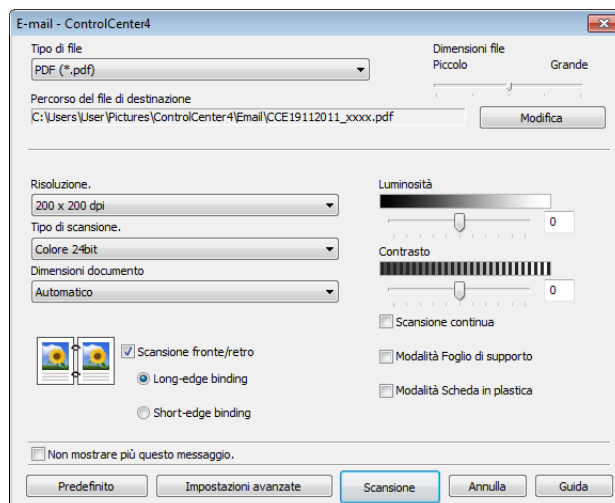 E-mail - ControlCenter4
Tipo di file
PDF (*.pdf)
Dimensioni file
Piccolo Grande
Percorso del file di destinazione
C:\Users\User\Pictures\ControlCenter4\Email\CCE19112011_xxxx.pdf
Modifica
Risoluzione.
200 x 200 dpi
Tipo di scansione.
Colore 24bit
Dimensioni documento
Automatico
Luminosità
0
Contrasto
0
Scansione continua
Modalità Foglio di supporto
Modalità Scheda in plastica
Scansione fronte/retro
Long-edge binding
Short-edge binding
Non mostrare più questo messaggio.
Predefinito Impostazioni avanzate Scansione Annulla Guida